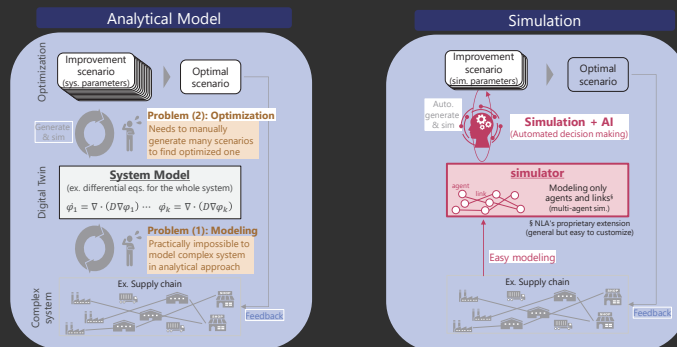 Analytical Model
Optimization
Improvement
scenario
(sys. parameters)
Optimal
scenario
Generate
& sim
Problem (2): Optimization
Needs to manually
generate many scenarios
to find optimized one
Digital Twin
System Model
(ex. differential eqs. for the whole system)
φ̇₁ = ∇ · (D∇φ₁) ⋯ φ̇ₖ = ∇ · (D∇φₖ)
Problem (1): Modeling
Practically impossible to
model complex system
in analytical approach
Complex
system
Ex. Supply chain
Feedback
Simulation
Improvement
scenario
(sim. parameters)
Optimal
scenario
Auto.
generate
& sim
Simulation + AI
(Automated decision making)
simulator
agent
link
Modeling only
agents and links§
(multi-agent sim.)
§ NLA's proprietary extension
(general but easy to customize)
Easy modeling
Ex. Supply chain
Feedback